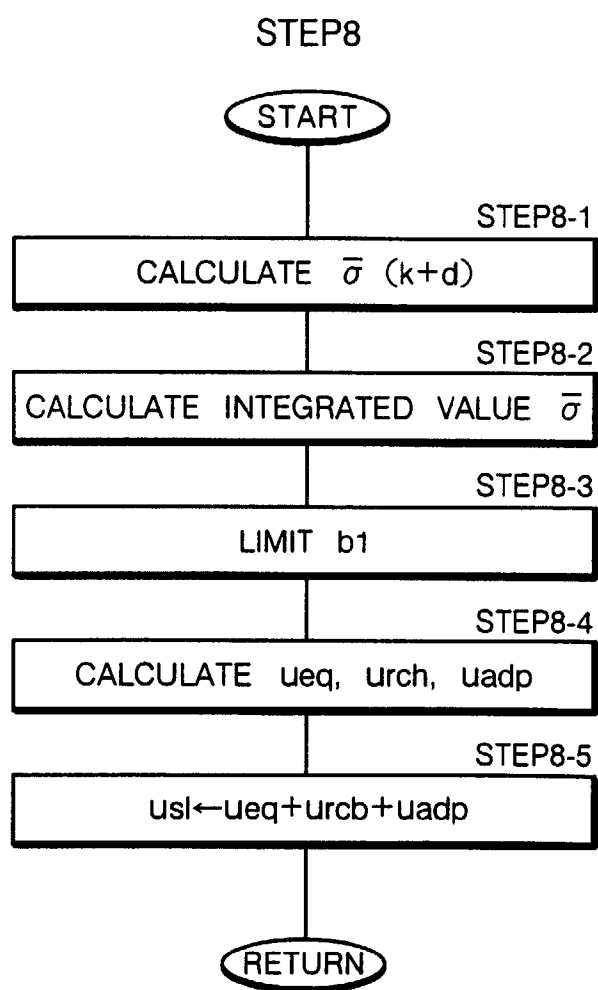 STEP8
START
STEP8-1
CALCULATE σ̅ (k+d)
STEP8-2
CALCULATE INTEGRATED VALUE σ̅
STEP8-3
LIMIT b1
STEP8-4
CALCULATE ueq, urch, uadp
STEP8-5
usl←ueq+urcb+uadp
RETURN